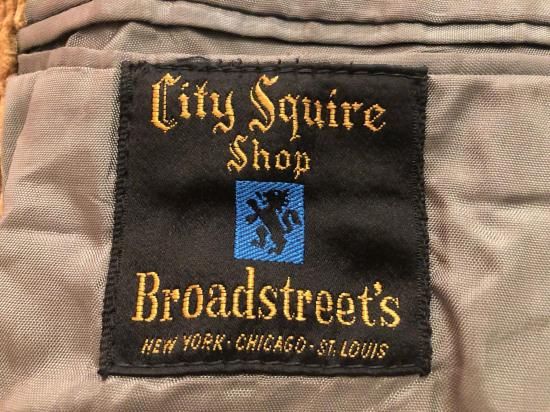 City Squire
Shop
Broadstreet's
NEW YORK · CHICAGO · ST. LOUIS